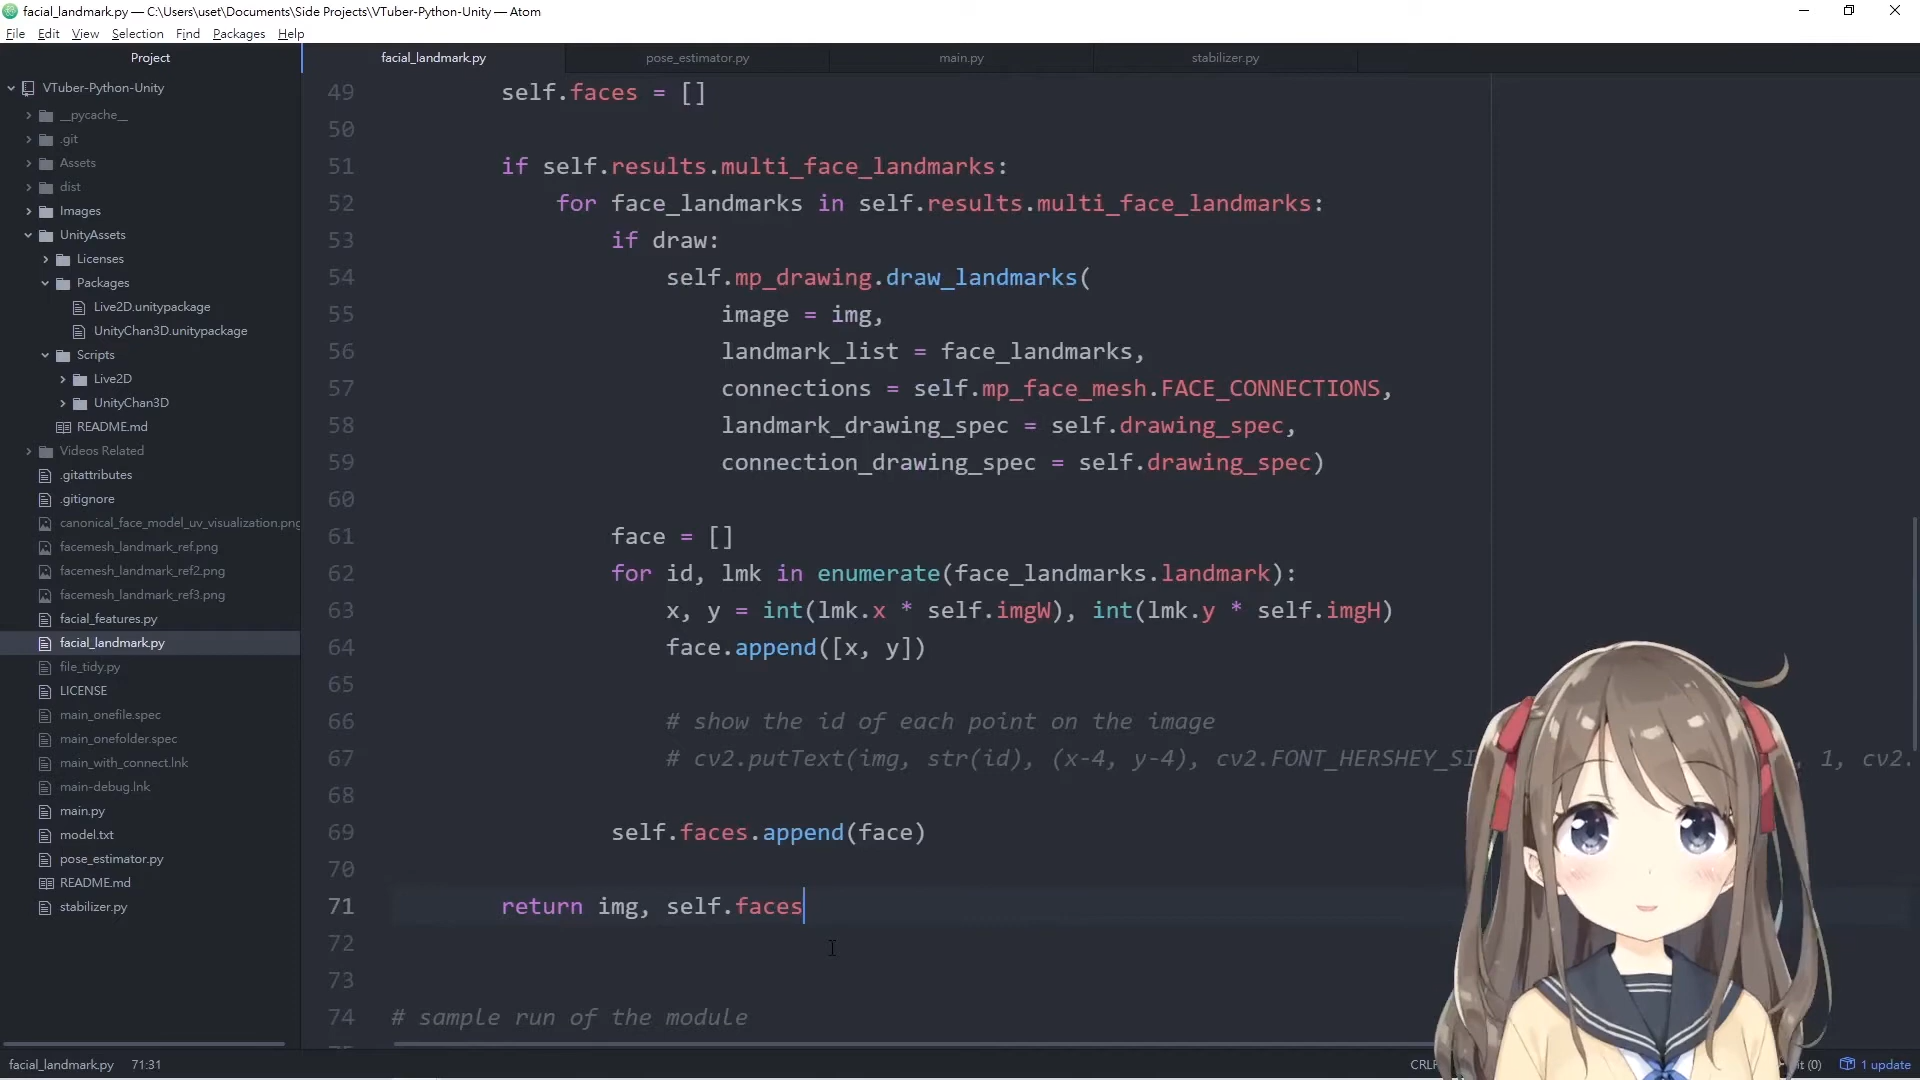 facial_landmark.py — C:\Users\uset\Documents\Side Projects\VTuber-Python-Unity — Atom
File Edit View Selection Find Packages Help
Project
VTuber-Python-Unity
__pycache__
.git
Assets
dist
Images
UnityAssets
Licenses
Packages
Live2D.unitypackage
UnityChan3D.unitypackage
Scripts
Live2D
UnityChan3D
README.md
Videos Related
.gitattributes
.gitignore
canonical_face_model_uv_visualization.png
facemesh_landmark_ref.png
facemesh_landmark_ref2.png
facemesh_landmark_ref3.png
facial_features.py
facial_landmark.py
file_tidy.py
LICENSE
main_onefile.spec
main_onefolder.spec
main_with_connect.lnk
main-debug.lnk
main.py
model.txt
pose_estimator.py
README.md
stabilizer.py
facial_landmark.py pose_estimator.py main.py stabilizer.py
49 self.faces = []
50
51 if self.results.multi_face_landmarks:
52 for face_landmarks in self.results.multi_face_landmarks:
53 if draw:
54 self.mp_drawing.draw_landmarks(
55 image = img,
56 landmark_list = face_landmarks,
57 connections = self.mp_face_mesh.FACE_CONNECTIONS,
58 landmark_drawing_spec = self.drawing_spec,
59 connection_drawing_spec = self.drawing_spec)
60
61 face = []
62 for id, lmk in enumerate(face_landmarks.landmark):
63 x, y = int(lmk.x * self.imgW), int(lmk.y * self.imgH)
64 face.append([x, y])
65
66 # show the id of each point on the image
67 # cv2.putText(img, str(id), (x-4, y-4), cv2.FONT_HERSHEY_SI , 1, cv2.
68
69 self.faces.append(face)
70
71 return img, self.faces
72
73
74 # sample run of the module
facial_landmark.py 71:31 CRLF (0) 1 update